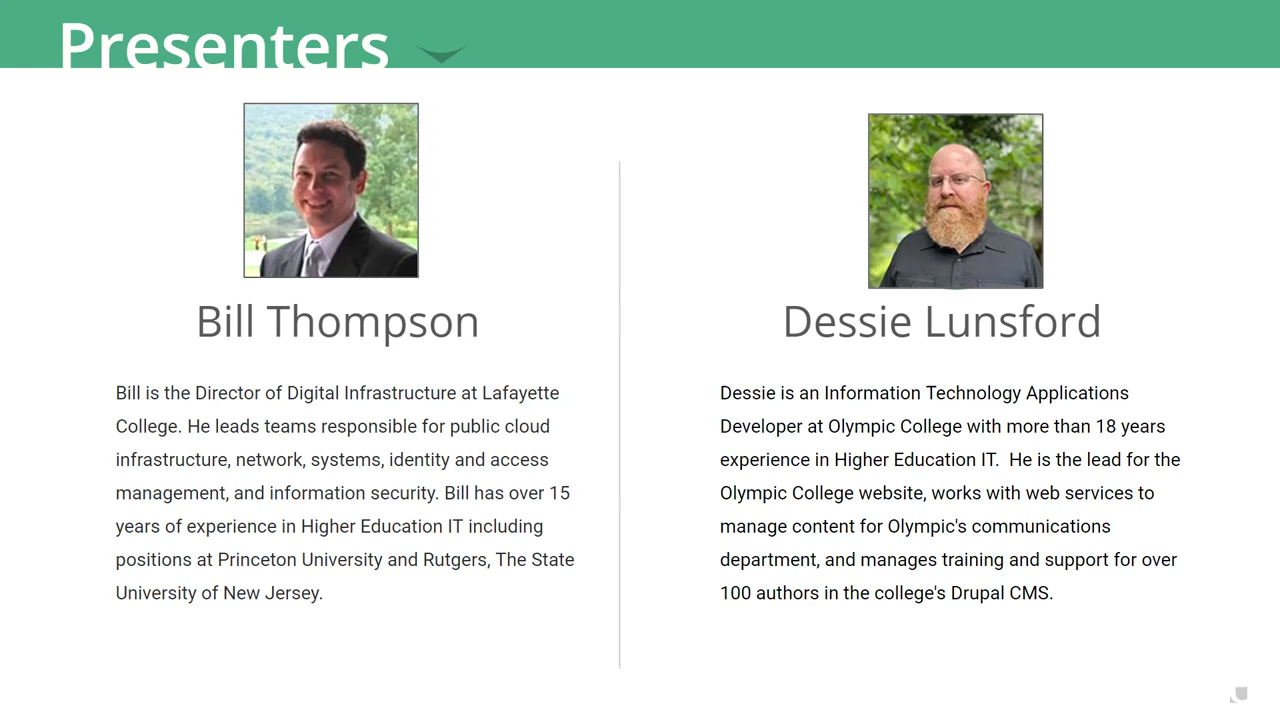 Presenters
Bill Thompson
Bill is the Director of Digital Infrastructure at Lafayette
College. He leads teams responsible for public cloud
infrastructure, network, systems, identity and access
management, and information security. Bill has over 15
years of experience in Higher Education IT including
positions at Princeton University and Rutgers, The State
University of New Jersey.
Dessie Lunsford
Dessie is an Information Technology Applications
Developer at Olympic College with more than 18 years
experience in Higher Education IT.  He is the lead for the
Olympic College website, works with web services to
manage content for Olympic's communications
department, and manages training and support for over
100 authors in the college's Drupal CMS.